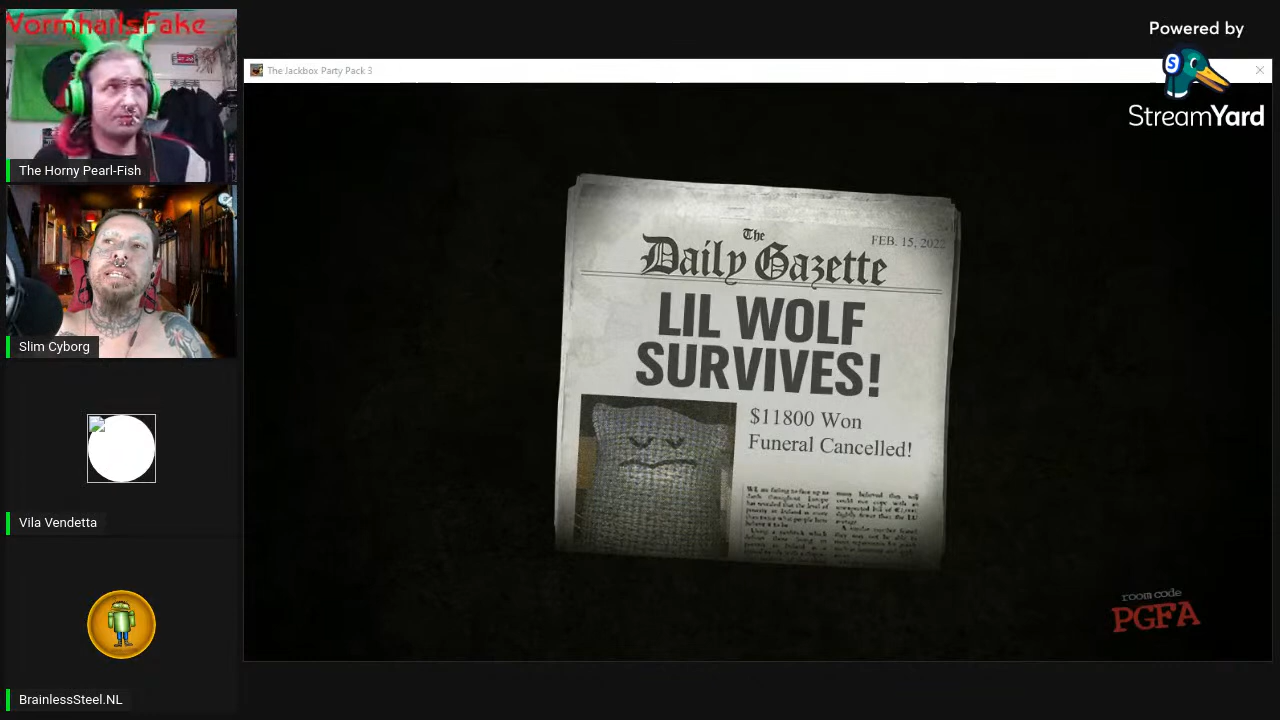 VormharIsFake
The Horny Pearl-Fish
Slim Cyborg
Vila Vendetta
BrainlessSteel.NL
The Jackbox Party Pack 3
Powered by
S
StreamYard
The
FEB. 15, 2022
Daily Gazette
LIL WOLF
SURVIVES!
$11800 Won
Funeral Cancelled!
room code
PGFA